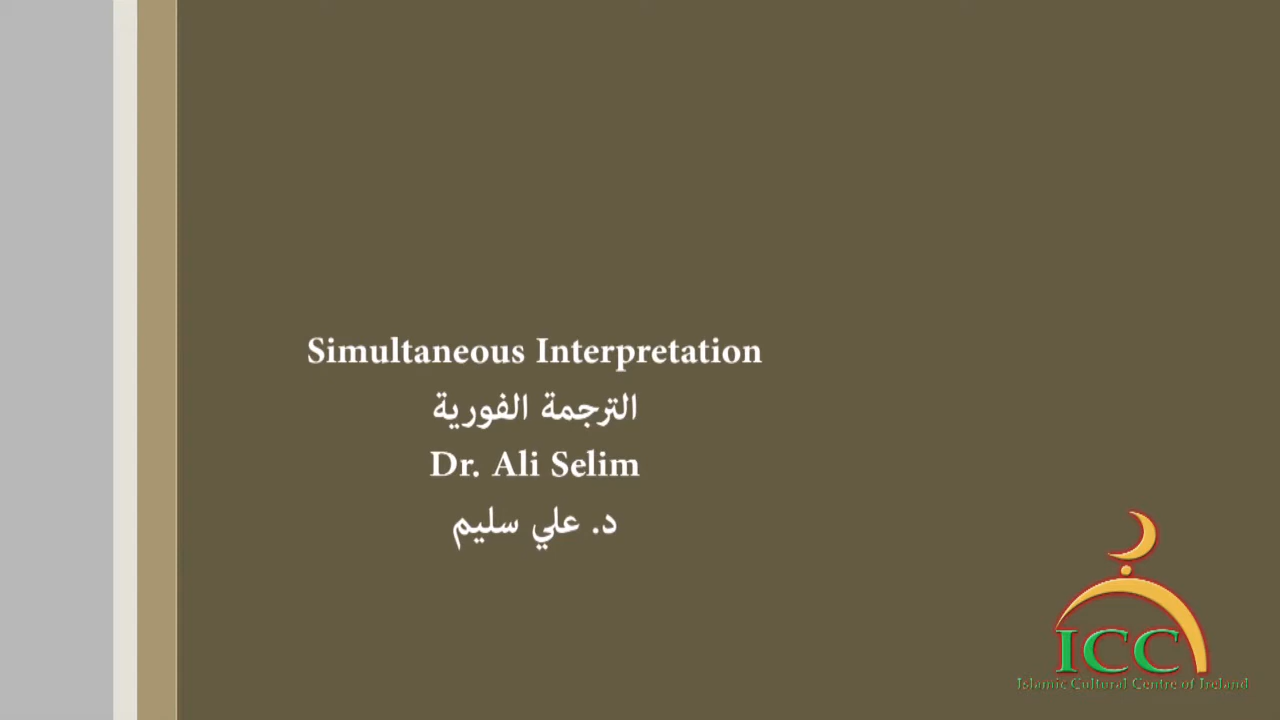 Simultaneous Interpretation
الترجمة الفورية
Dr. Ali Selim
د. علي سليم
ICC
Islamic Cultural Centre of Ireland